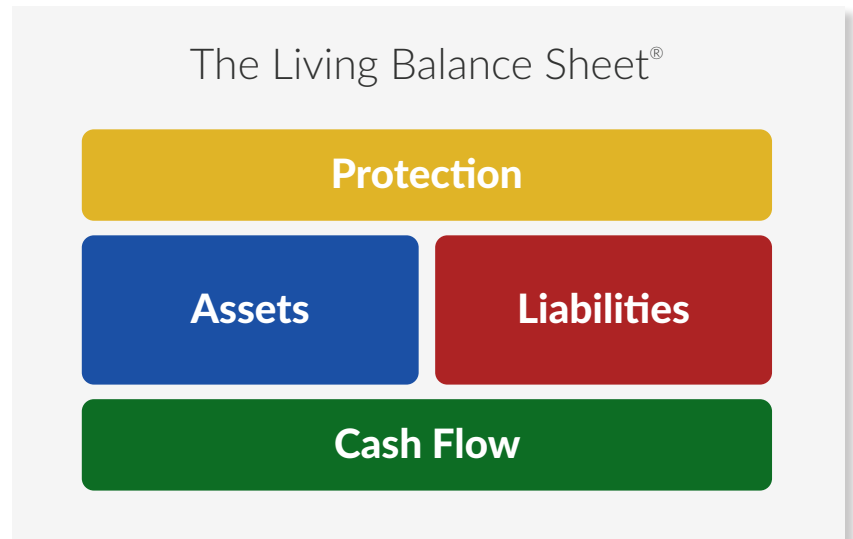 The Living Balance Sheet®
Protection
Assets
Liabilities
Cash Flow